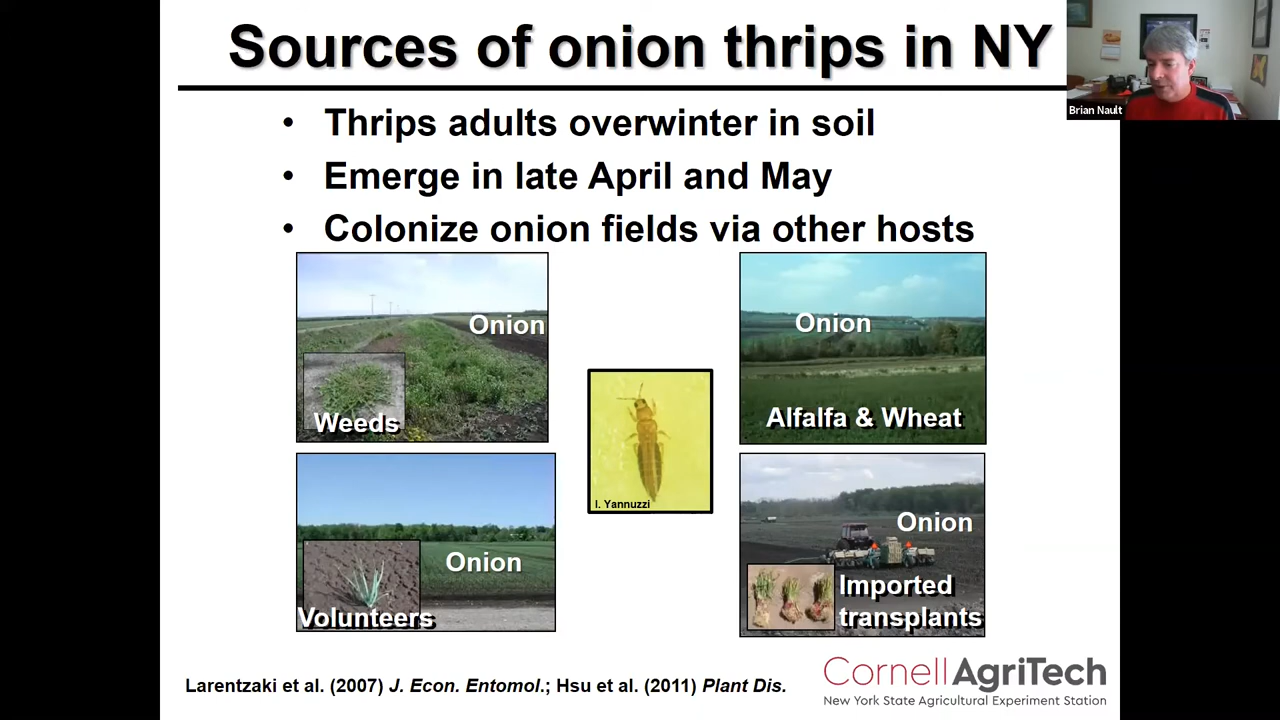 Sources of onion thrips in NY
Brian Nault
• Thrips adults overwinter in soil
• Emerge in late April and May
• Colonize onion fields via other hosts
Onion
Weeds
Onion
Alfalfa & Wheat
I. Yannuzzi
Onion
Volunteers
Onion
Imported
transplants
Larentzaki et al. (2007) J. Econ. Entomol.; Hsu et al. (2011) Plant Dis.
Cornell AgriTech
New York State Agricultural Experiment Station